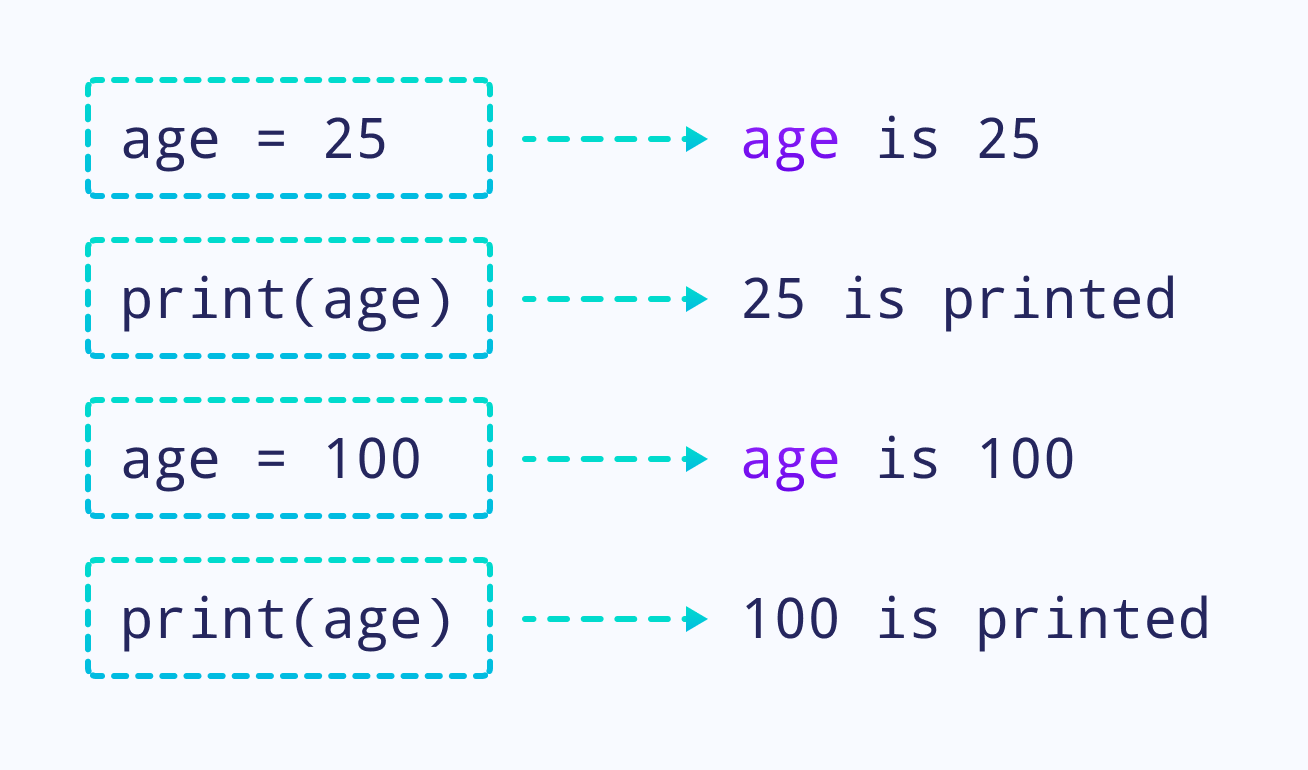 age = 25 age is 25
print(age) 25 is printed
age = 100 age is 100
print(age) 100 is printed